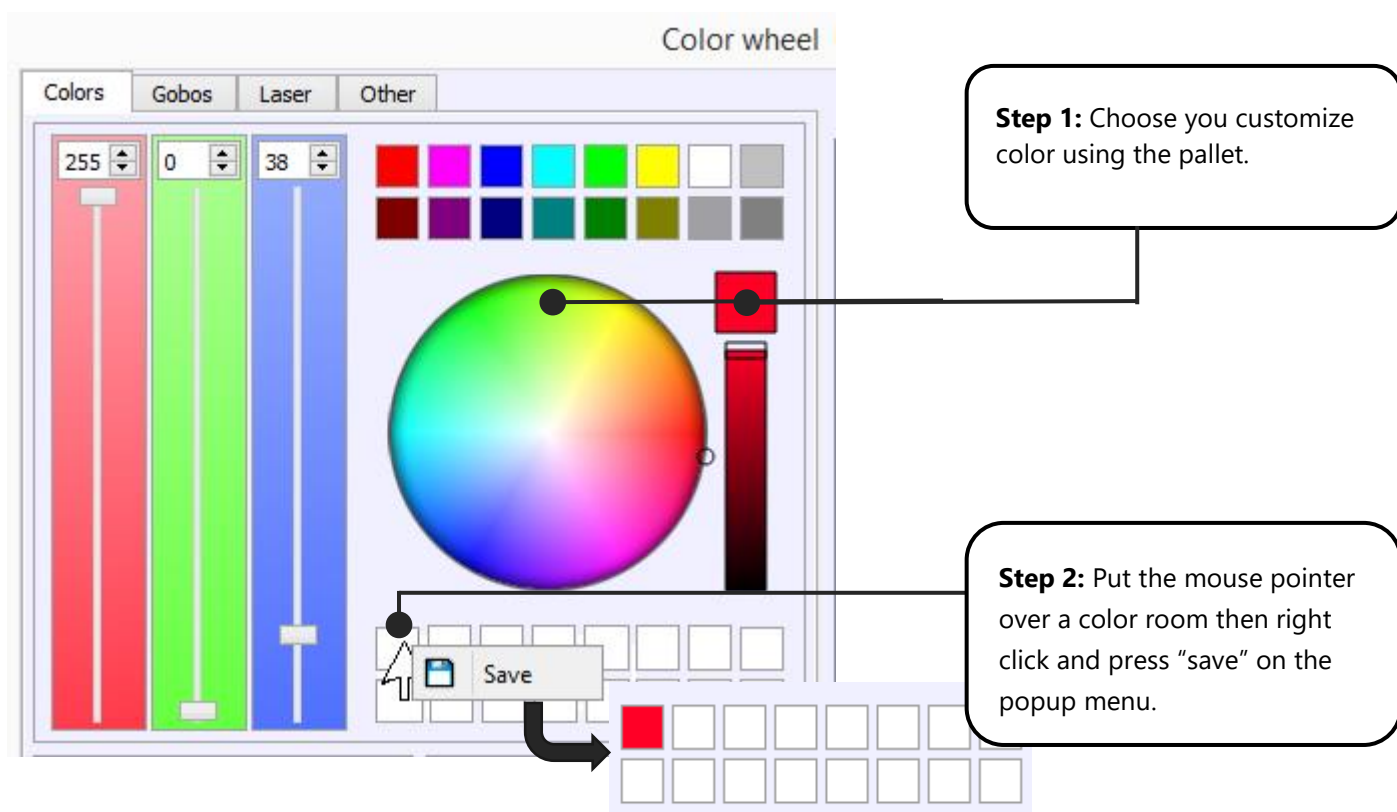 Color wheel
Colors Gobos Laser Other
255 0 38
Step 1: Choose you customize
color using the pallet.
Step 2: Put the mouse pointer
over a color room then right
click and press “save” on the
popup menu.
Save